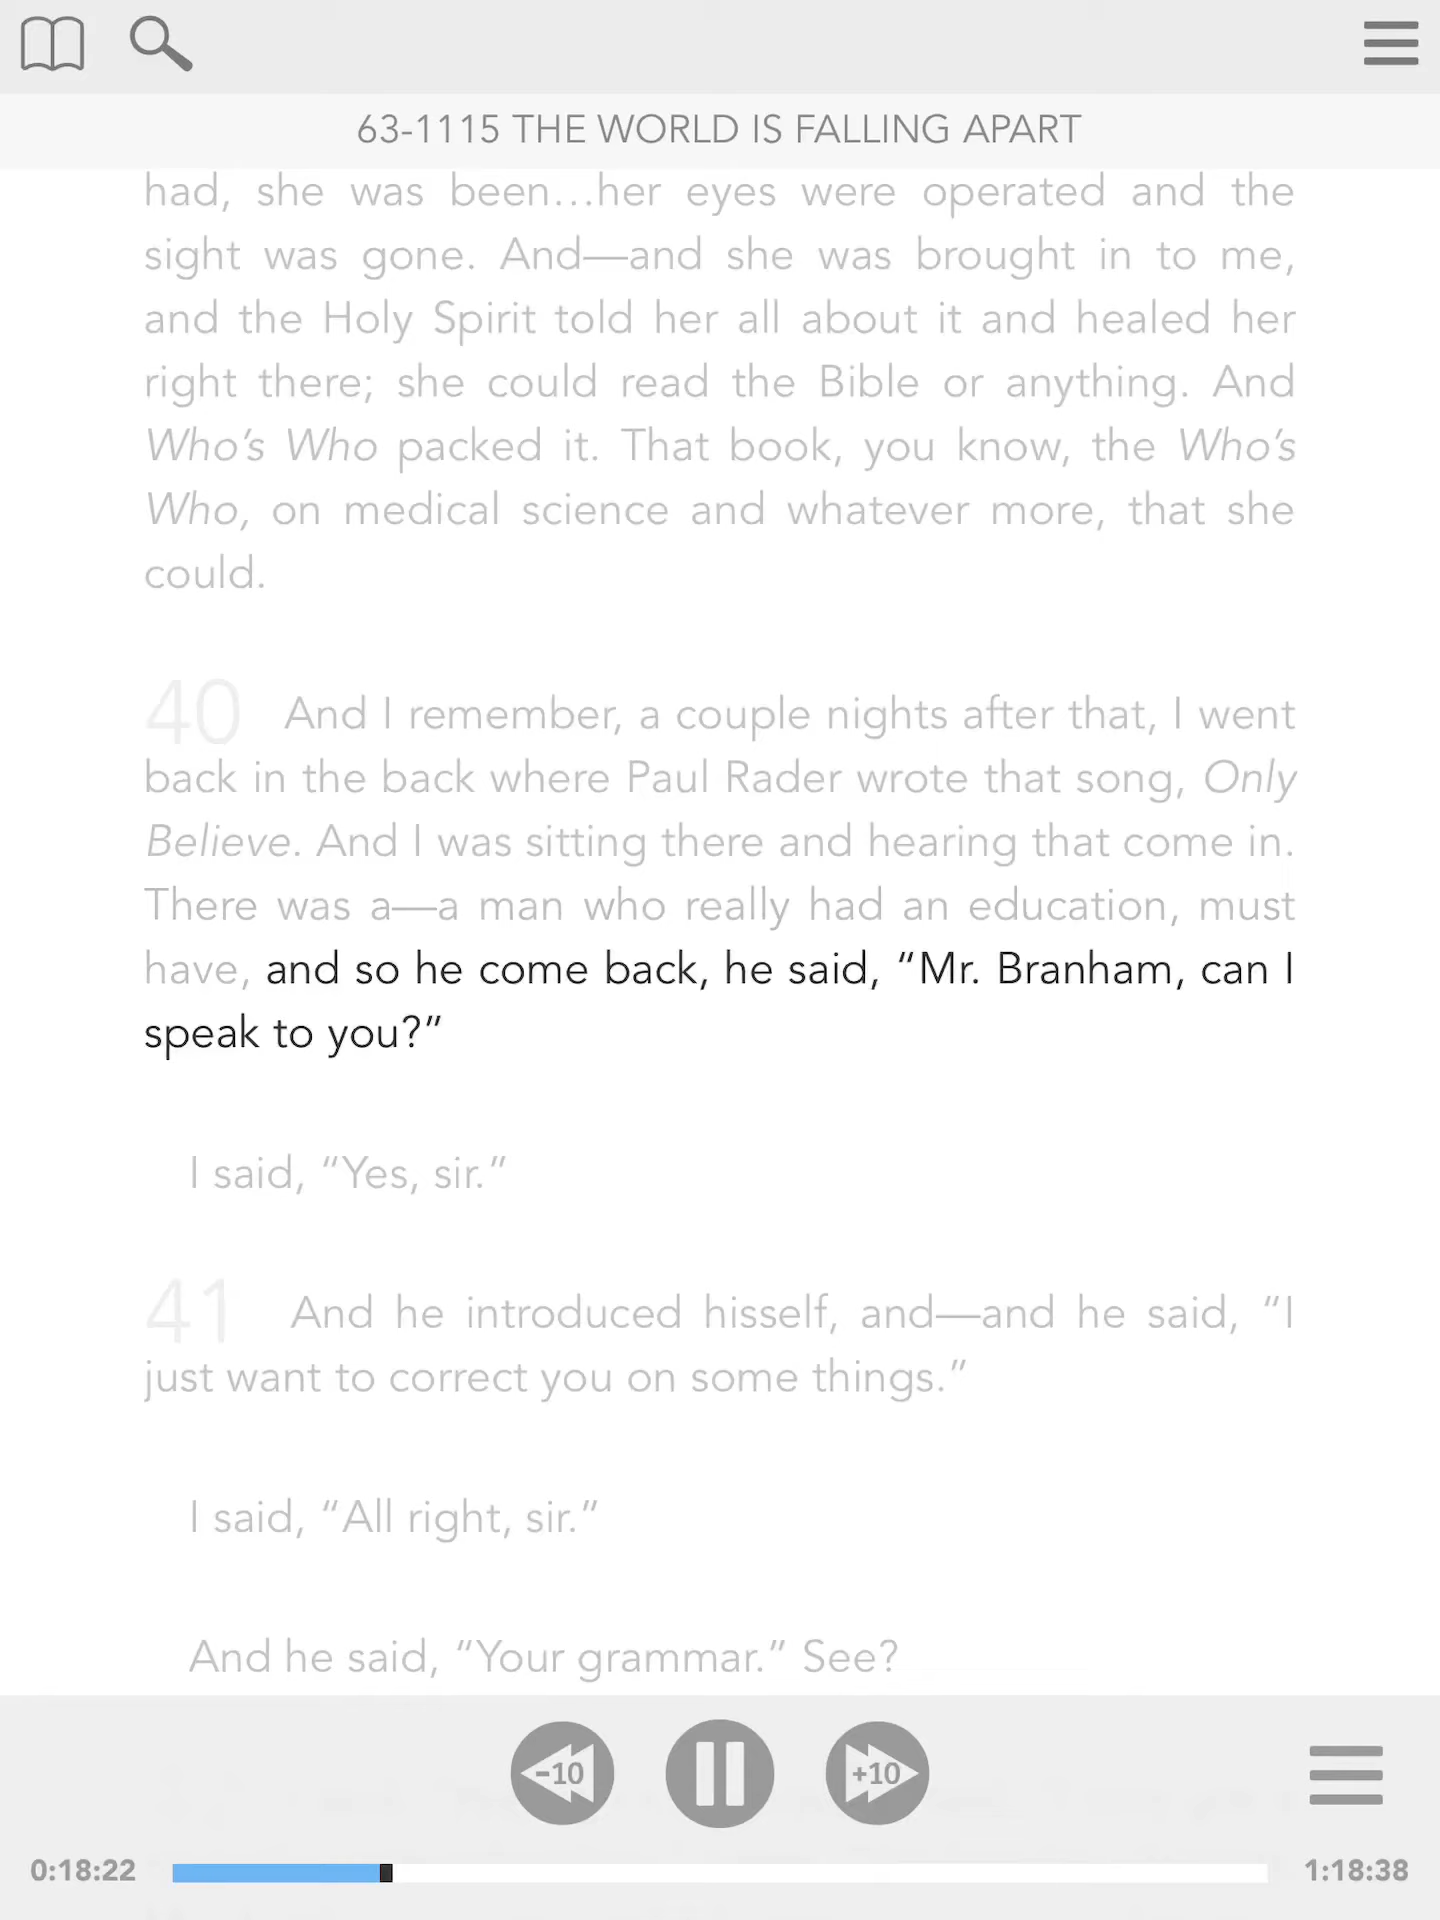 63-1115 THE WORLD IS FALLING APART
had, she was been…her eyes were operated and the
sight was gone. And—and she was brought in to me,
and the Holy Spirit told her all about it and healed her
right there; she could read the Bible or anything. And
Who’s Who packed it. That book, you know, the Who’s
Who, on medical science and whatever more, that she
could.
40 And I remember, a couple nights after that, I went
back in the back where Paul Rader wrote that song, Only
Believe. And I was sitting there and hearing that come in.
There was a—a man who really had an education, must
have, and so he come back, he said, “Mr. Branham, can I
speak to you?”
I said, “Yes, sir.”
41 And he introduced hisself, and—and he said, “I
just want to correct you on some things.”
I said, “All right, sir.”
And he said, “Your grammar.” See?
-10 +10
0:18:22 1:18:38